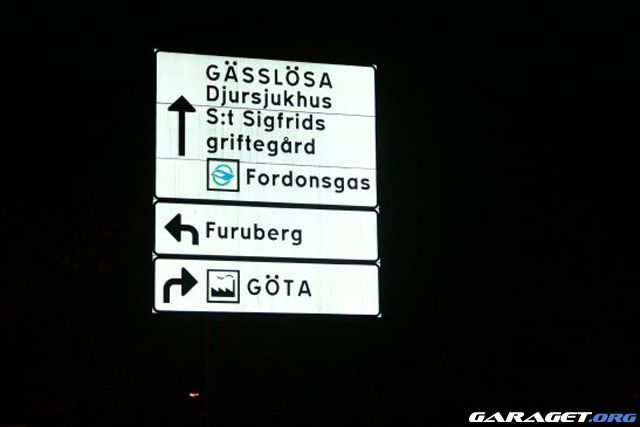 GÄSSLÖSA
Djursjukhus
S:t Sigfrids
griftegård
Fordonsgas
Furuberg
GÖTA
GARAGET.ORG